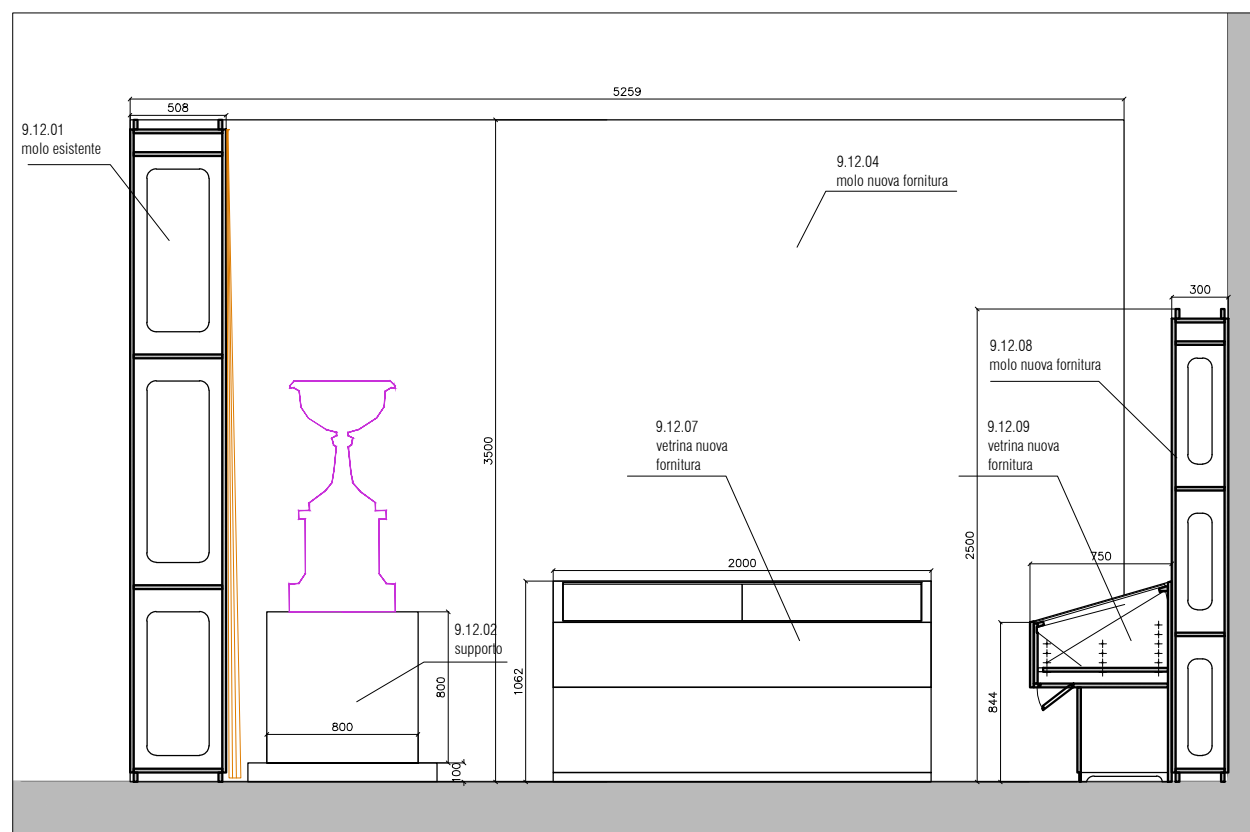 5259
508
9.12.01
molo esistente
9.12.04
molo nuova fornitura
300
9.12.08
molo nuova fornitura
9.12.07
vetrina nuova
fornitura
9.12.09
vetrina nuova
fornitura
3500
2500
2000
750
9.12.02
supporto
1062
800
844
800
100